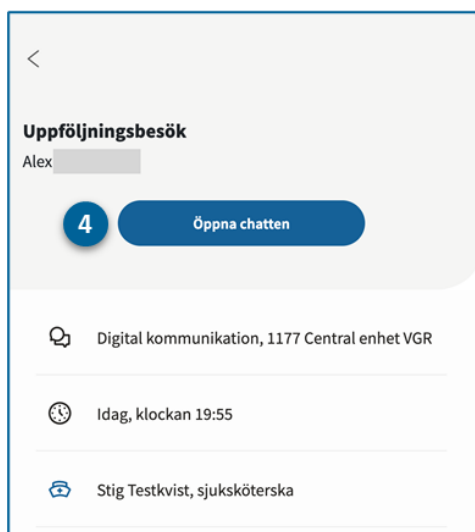 Uppföljningsbesök
Alex
4
Öppna chatten
Digital kommunikation, 1177 Central enhet VGR
Idag, klockan 19:55
Stig Testkvist, sjuksköterska